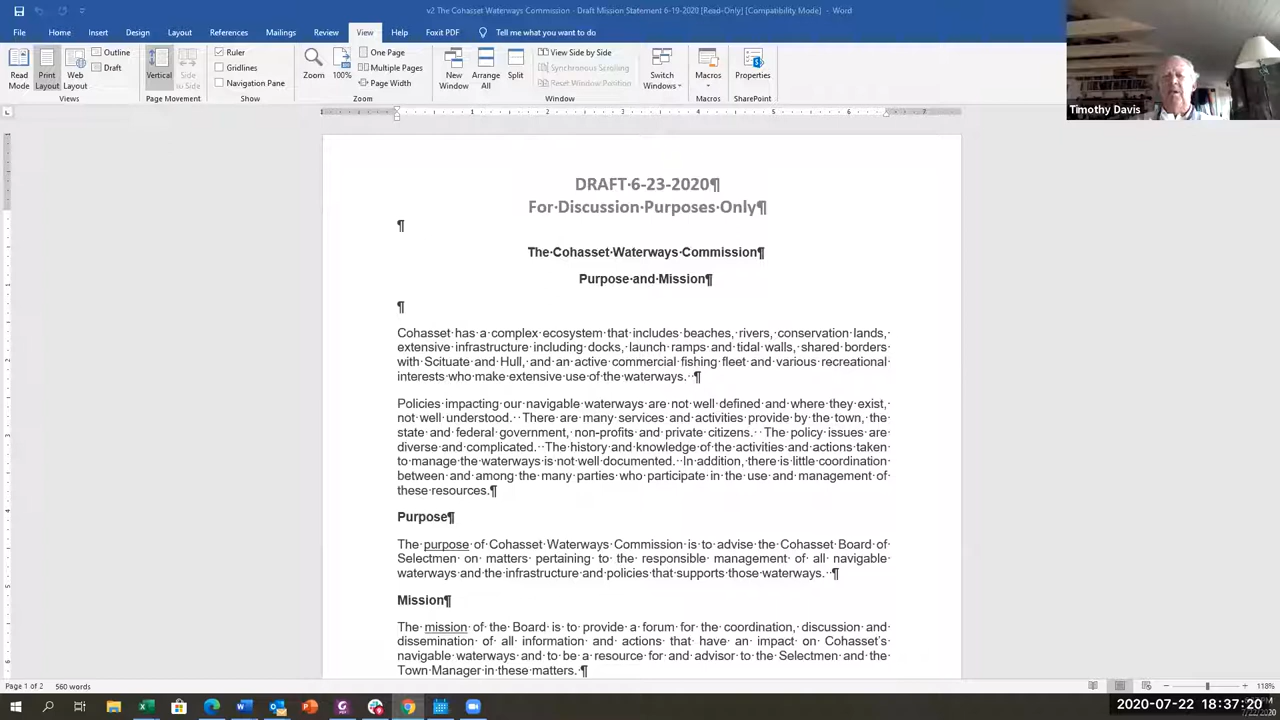 v2 The Cohasset Waterways Commission - Draft Mission Statement 6-19-2020 [Read-Only] [Compatibility Mode] - Word
File Home Insert Design Layout References Mailings Review View Help Foxit PDF Tell me what you want to do
Read Mode
Print Layout
Web Layout
Outline
Draft
Views
Vertical
Side to Side
Page Movement
Ruler
Gridlines
Navigation Pane
Show
Zoom
100%
One Page
Multiple Pages
Page Width
Zoom
New Window
Arrange All
Split
View Side by Side
Synchronous Scrolling
Reset Window Position
Window
Switch Windows
Macros
Macros
Properties
SharePoint
Timothy Davis
DRAFT·6-23-2020¶
For·Discussion·Purposes·Only¶
¶
The·Cohasset·Waterways·Commission¶
Purpose·and·Mission¶
¶
Cohasset·has·a·complex·ecosystem·that·includes·beaches,·rivers,·conservation·lands,·
extensive·infrastructure·including·docks,·launch·ramps·and·tidal·walls,·shared·borders·
with·Scituate·and·Hull,·and·an·active·commercial·fishing·fleet·and·various·recreational·
interests·who·make·extensive·use·of·the·waterways.··¶
Policies·impacting·our·navigable·waterways·are·not·well·defined·and·where·they·exist,·
not·well·understood.··There·are·many·services·and·activities·provide·by·the·town,·the·
state·and·federal·government,·non-profits·and·private·citizens.··The·policy·issues·are·
diverse·and·complicated.··The·history·and·knowledge·of·the·activities·and·actions·taken·
to·manage·the·waterways·is·not·well·documented.··In·addition,·there·is·little·coordination·
between·and·among·the·many·parties·who·participate·in·the·use·and·management·of·
these·resources.¶
Purpose¶
The·purpose·of·Cohasset·Waterways·Commission·is·to·advise·the·Cohasset·Board·of·
Selectmen·on·matters·pertaining·to·the·responsible·management·of·all·navigable·
waterways·and·the·infrastructure·and·policies·that·supports·those·waterways.··¶
Mission¶
The·mission·of·the·Board·is·to·provide·a·forum·for·the·coordination,·discussion·and·
dissemination·of·all·information·and·actions·that·have·an·impact·on·Cohasset's·
navigable·waterways·and·to·be·a·resource·for·and·advisor·to·the·Selectmen·and·the·
Town·Manager·in·these·matters.·¶
Page 1 of 2 560 words 118%
2020-07-22 18:37:20